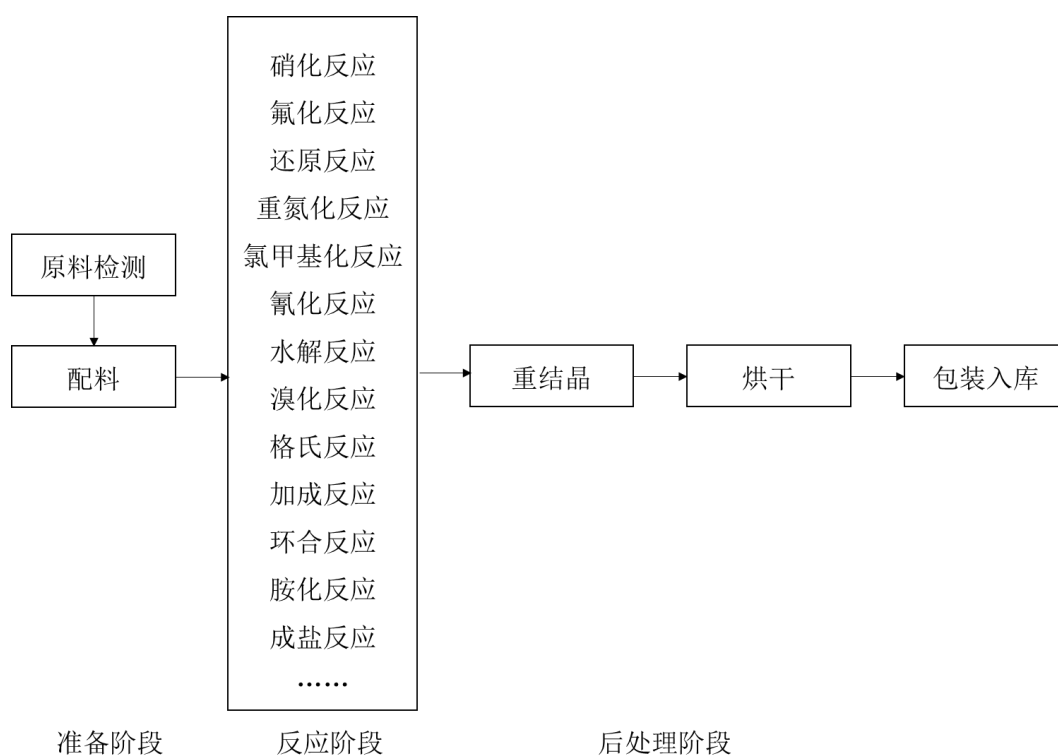 原料检测
配料
硝化反应
氟化反应
还原反应
重氮化反应
氯甲基化反应
氰化反应
水解反应
溴化反应
格氏反应
加成反应
环合反应
胺化反应
成盐反应
……
重结晶
烘干
包装入库
准备阶段
反应阶段
后处理阶段